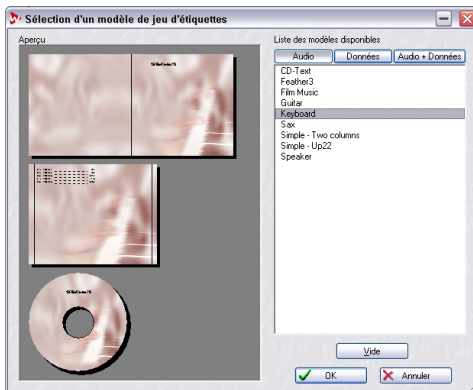 Sélection d'un modèle de jeu d'étiquettes
Aperçu
Liste des modèles disponibles
Audio
Données
Audio + Données
CD-Text
Feather3
Film Music
Guitar
Keyboard
Sax
Simple - Two columns
Simple - Up22
Speaker
Vide
OK
Annuler